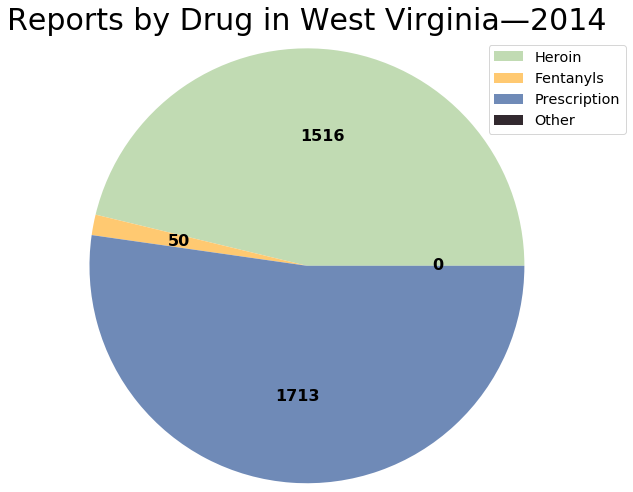 Reports by Drug in West Virginia—2014
Heroin
Fentanyls
Prescription
Other
1516
50
0
1713